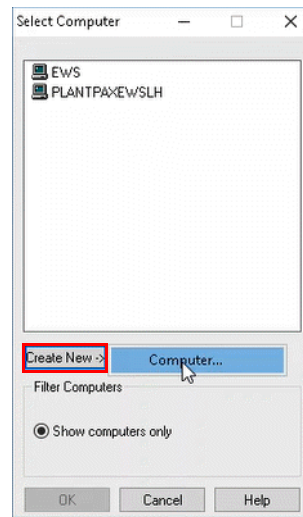 Select Computer
EWS
PLANTPAXEWSLH
Create New -> Computer...
Filter Computers
Show computers only
OK Cancel Help